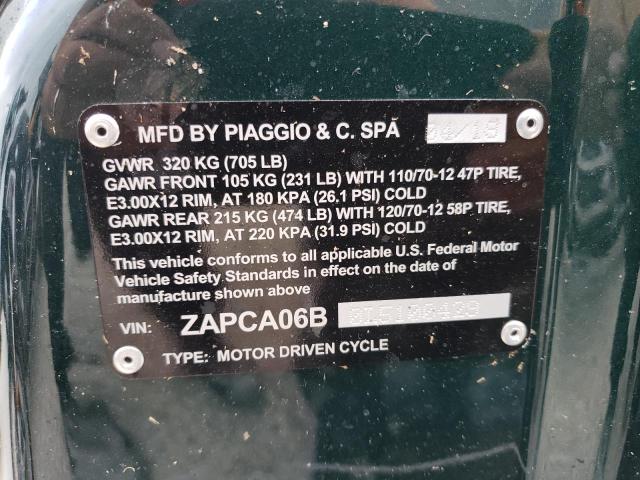 MFD BY PIAGGIO & C. SPA 04/18
GVWR 320 KG (705 LB)
GAWR FRONT 105 KG (231 LB) WITH 110/70-12 47P TIRE,
E3.00X12 RIM, AT 180 KPA (26.1 PSI) COLD
GAWR REAR 215 KG (474 LB) WITH 120/70-12 58P TIRE,
E3.00X12 RIM, AT 220 KPA (31.9 PSI) COLD
This vehicle conforms to all applicable U.S. Federal Motor
Vehicle Safety Standards in effect on the date of
manufacture shown above
VIN: ZAPCA06B
TYPE: MOTOR DRIVEN CYCLE